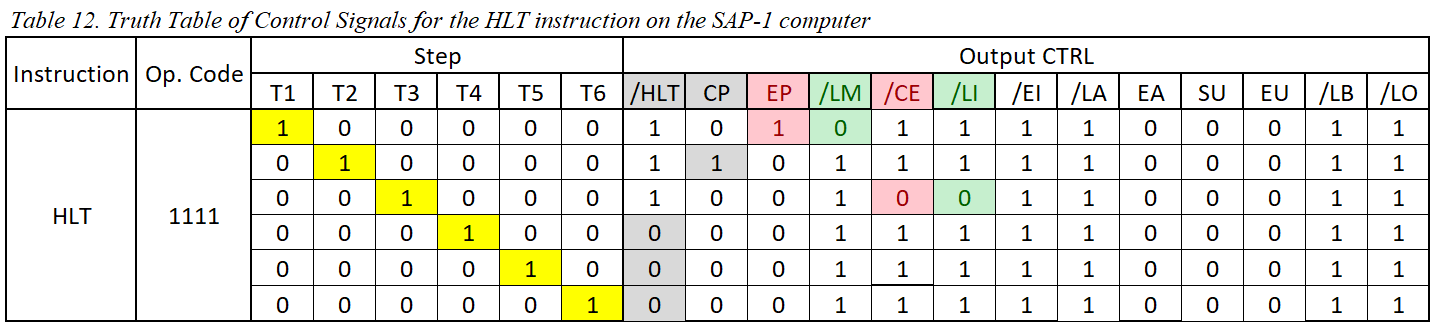 Table 12. Truth Table of Control Signals for the HLT instruction on the SAP-1 computer
Instruction Op. Code Step Output CTRL
T1 T2 T3 T4 T5 T6 /HLT CP EP /LM /CE /LI /EI /LA EA SU EU /LB /LO
1 0 0 0 0 0 1 0 1 0 1 1 1 1 0 0 0 1 1
0 1 0 0 0 0 1 1 0 1 1 1 1 1 0 0 0 1 1
0 0 1 0 0 0 1 0 0 1 0 0 1 1 0 0 0 1 1
HLT 1111
0 0 0 1 0 0 0 0 0 1 1 1 1 1 0 0 0 1 1
0 0 0 0 1 0 0 0 0 1 1 1 1 1 0 0 0 1 1
0 0 0 0 0 1 0 0 0 1 1 1 1 1 0 0 0 1 1